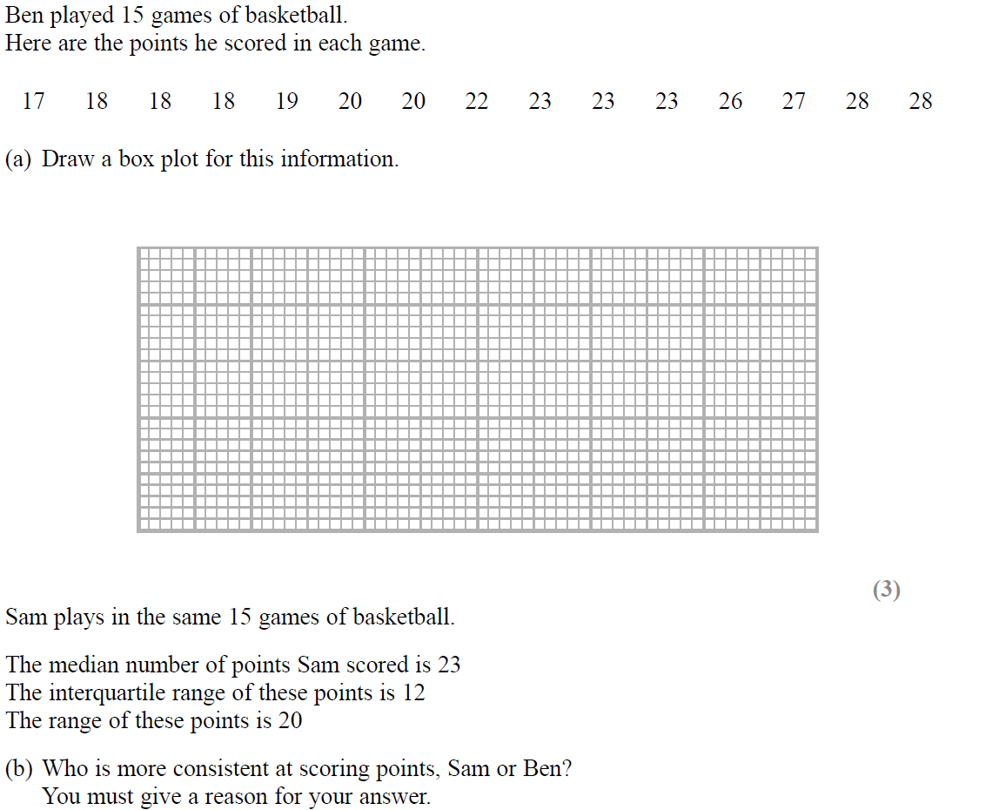 Ben played 15 games of basketball.
Here are the points he scored in each game.
17 18 18 18 19 20 20 22 23 23 23 26 27 28 28
(a) Draw a box plot for this information.
(3)
Sam plays in the same 15 games of basketball.
The median number of points Sam scored is 23
The interquartile range of these points is 12
The range of these points is 20
(b) Who is more consistent at scoring points, Sam or Ben?
You must give a reason for your answer.